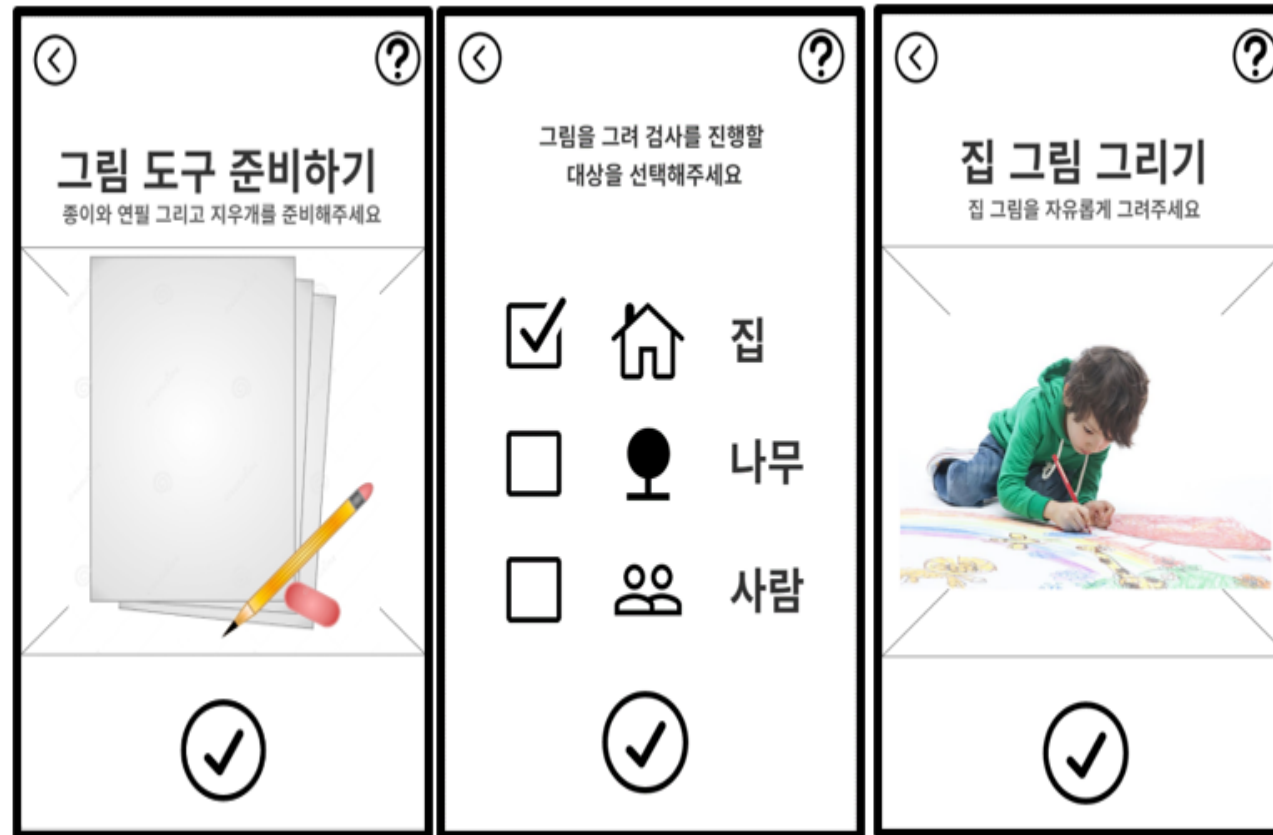 그림 도구 준비하기
종이와 연필 그리고 지우개를 준비해주세요
그림을 그려 검사를 진행할
대상을 선택해주세요
집
나무
사람
집 그림 그리기
집 그림을 자유롭게 그려주세요